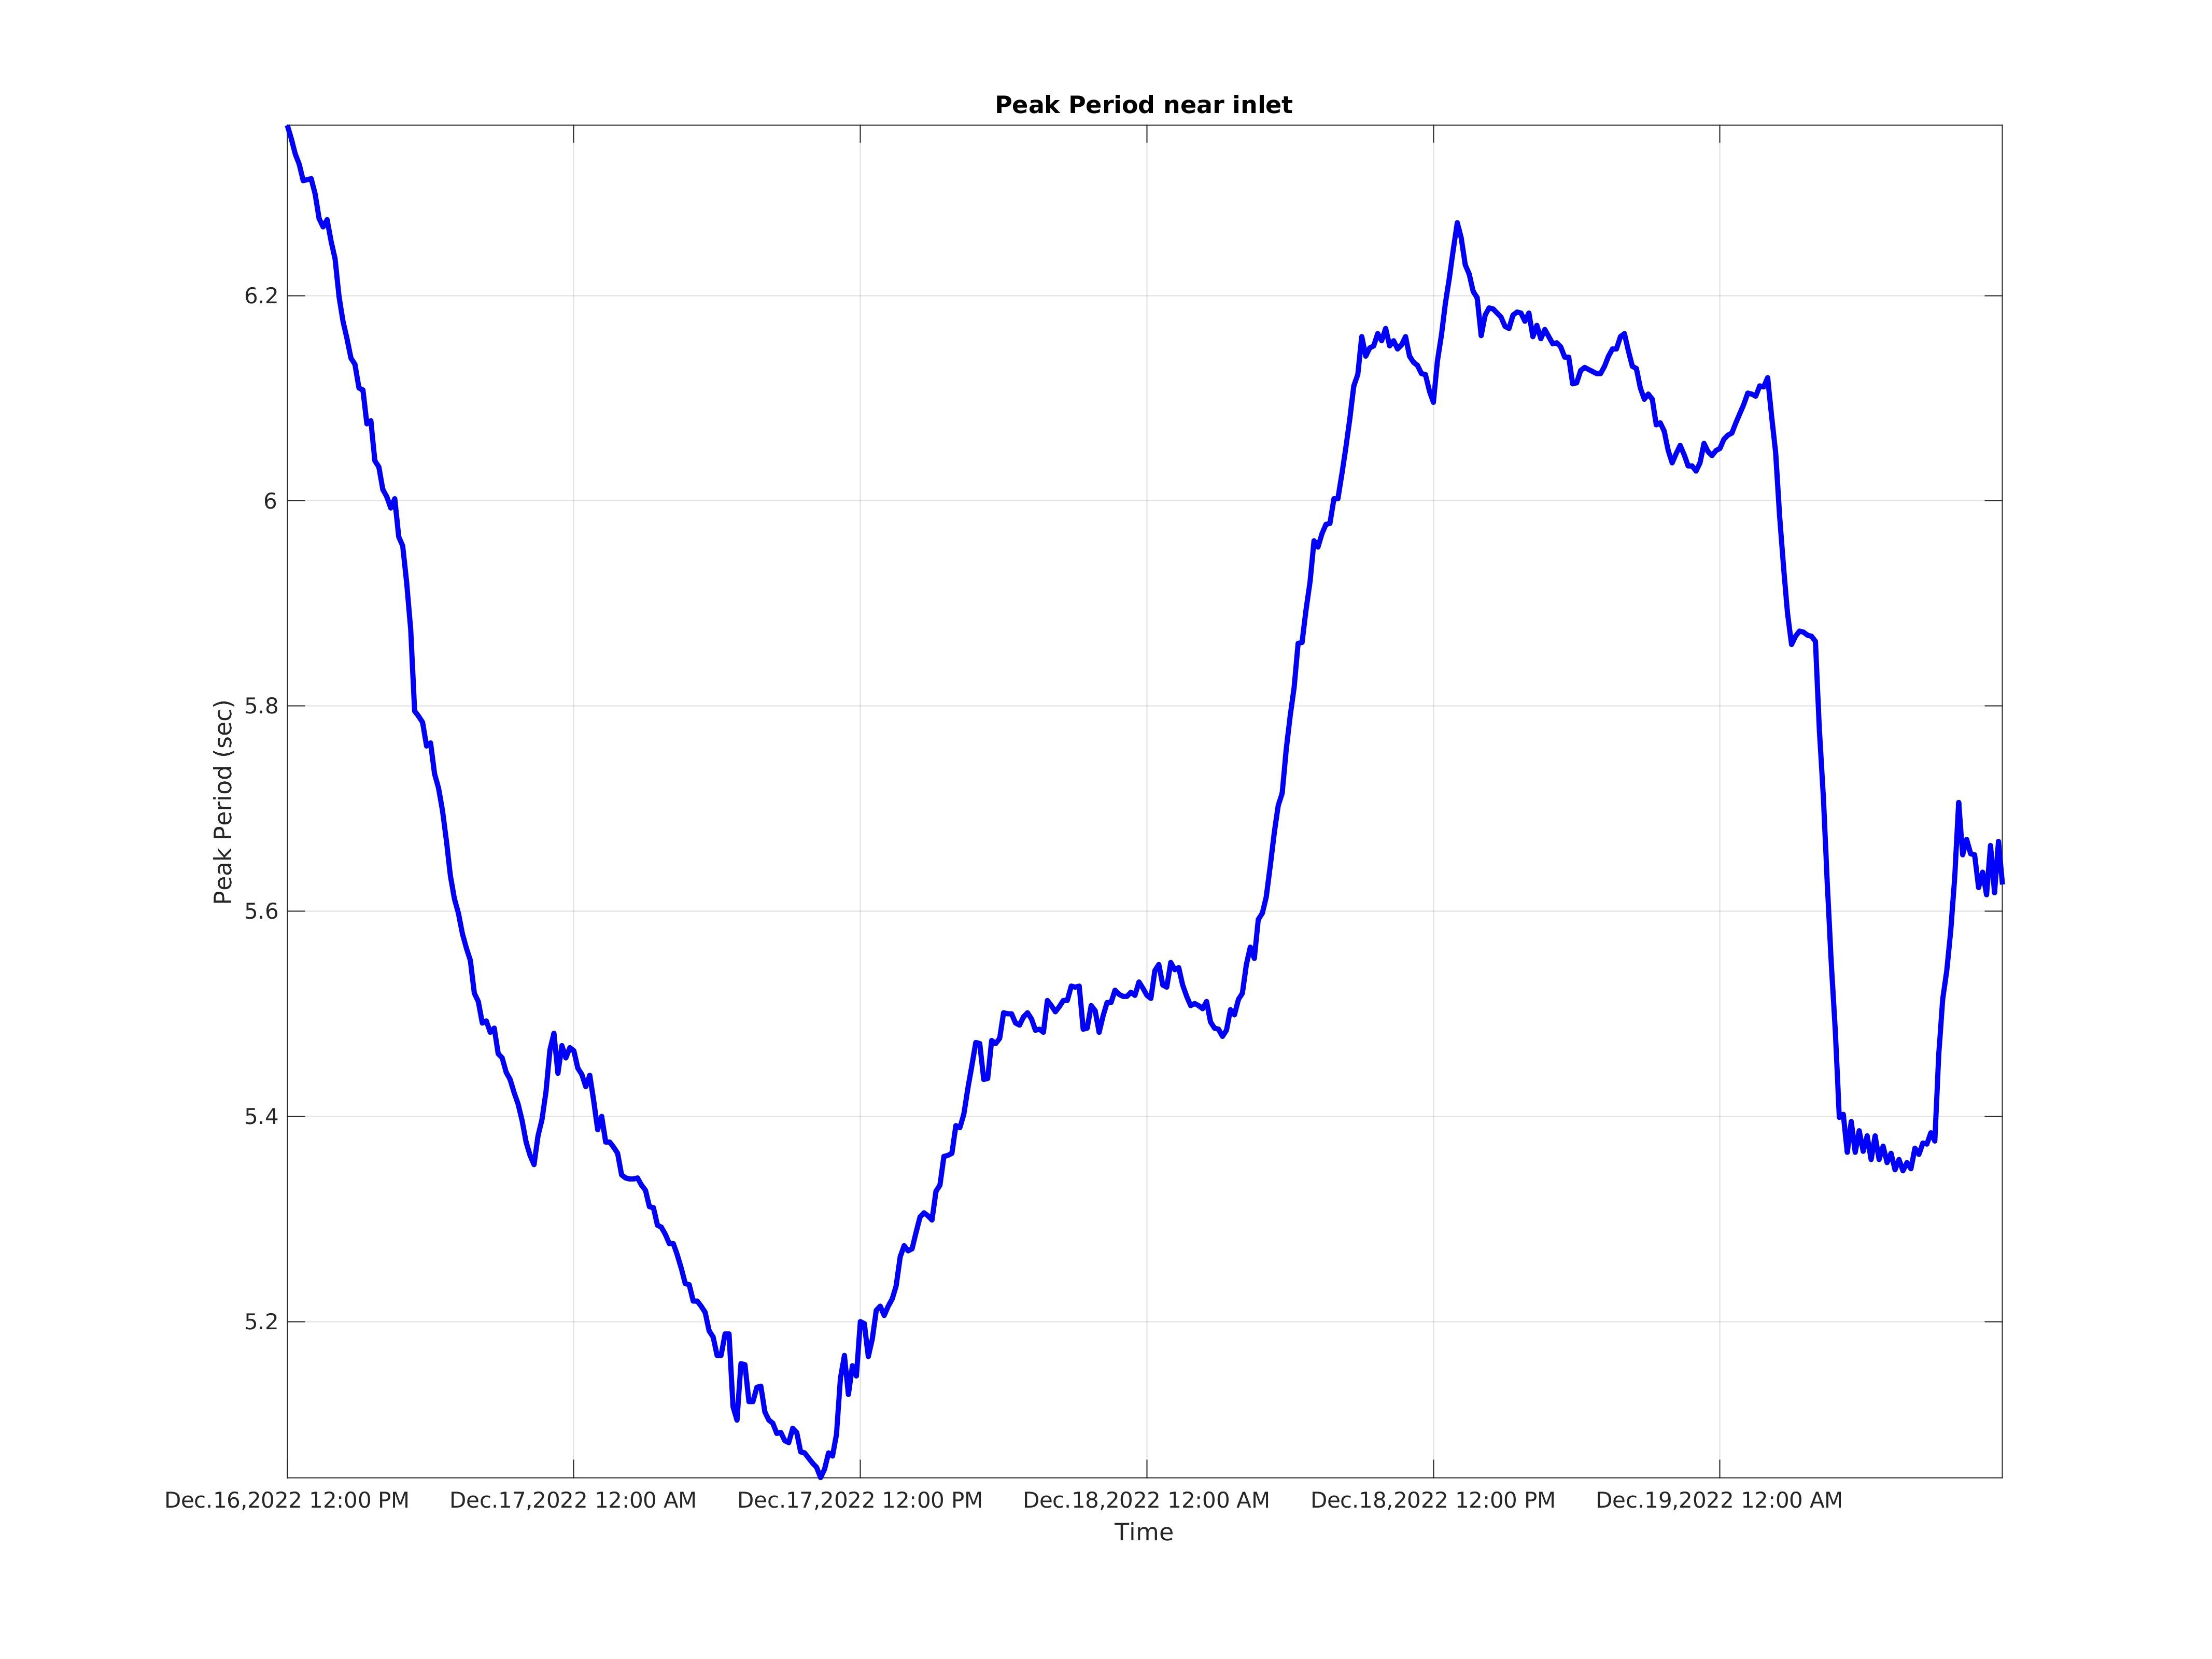 Peak Period near inlet
6.2
6
5.8
5.6
5.4
5.2
Peak Period (sec)
Dec.16,2022 12:00 PM Dec.17,2022 12:00 AM Dec.17,2022 12:00 PM Dec.18,2022 12:00 AM Dec.18,2022 12:00 PM Dec.19,2022 12:00 AM
Time